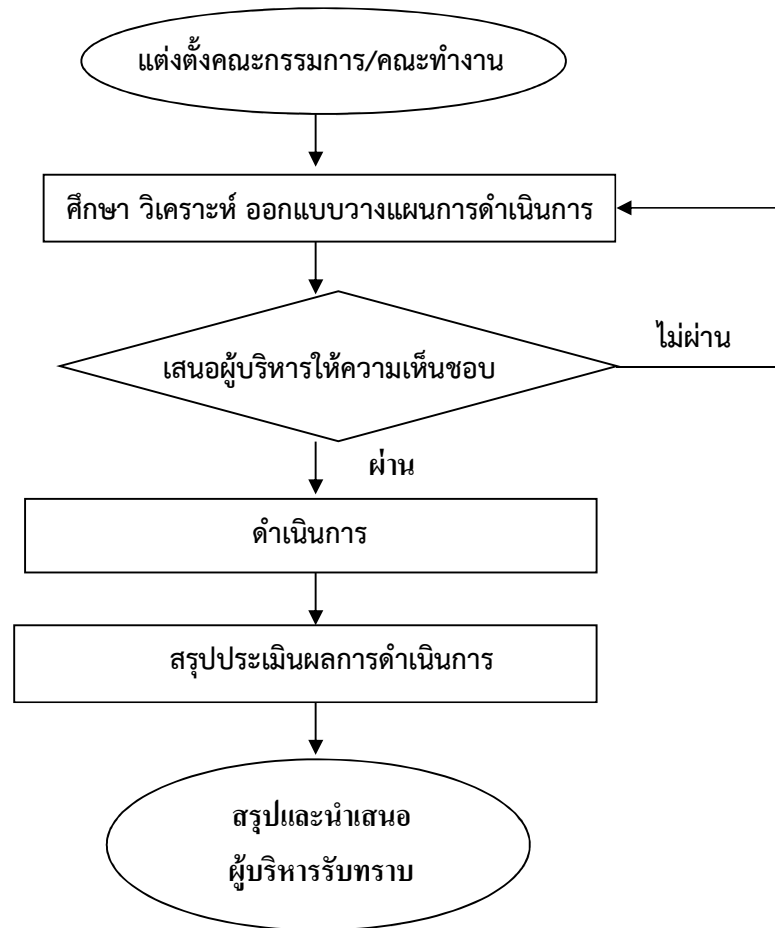 แต่งตั้งคณะกรรมการ/คณะทำงาน
ศึกษา วิเคราะห์ ออกแบบวางแผนการดำเนินการ
ไม่ผ่าน
เสนอผู้บริหารให้ความเห็นชอบ
ผ่าน
ดำเนินการ
สรุปประเมินผลการดำเนินการ
สรุปและนำเสนอ
ผู้บริหารรับทราบ